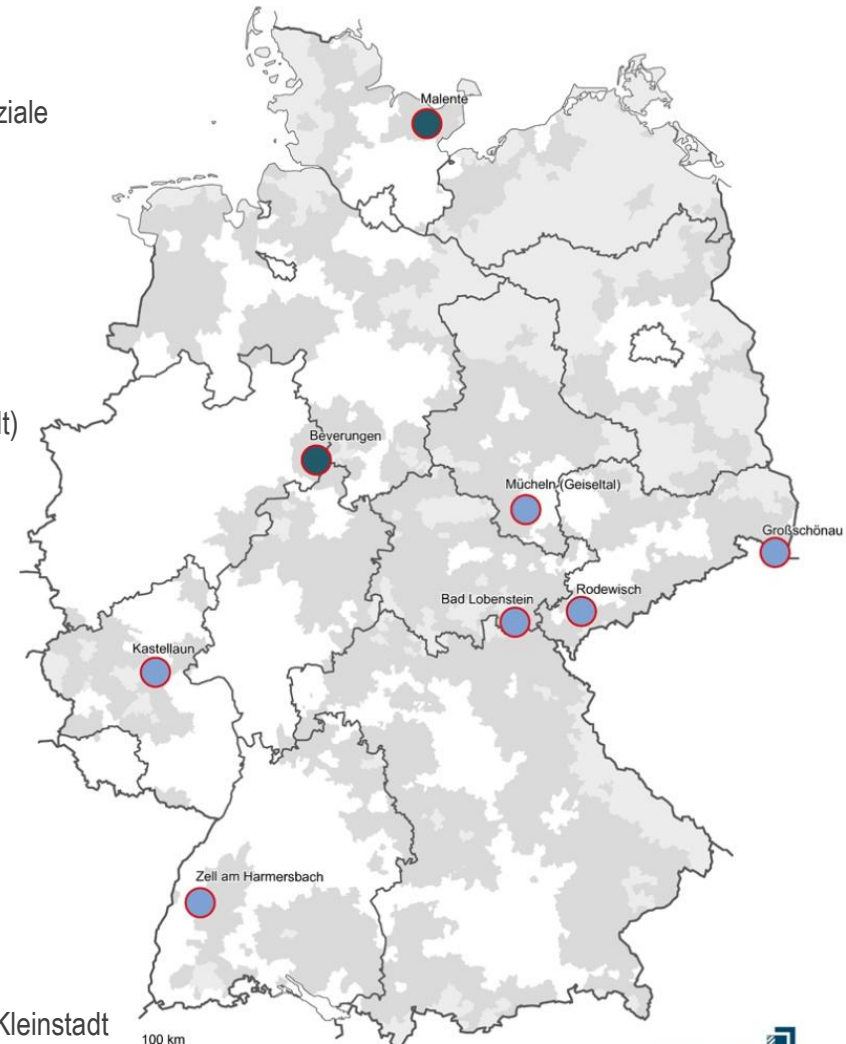 Malente
ziale
lt)
Beverungen
Mücheln (Geiseltal)
Großschönau
Rodewisch
Bad Lobenstein
Kastellaun
Zell am Harmersbach
Kleinstadt
100 km